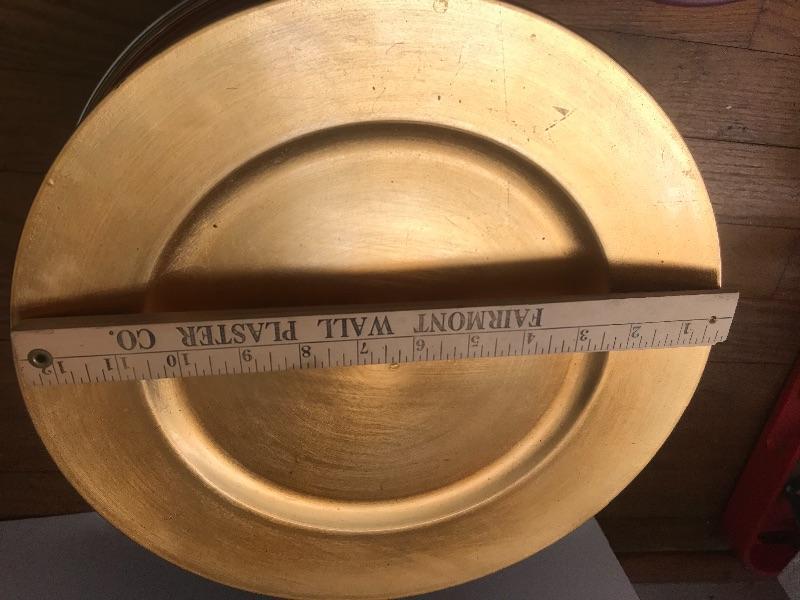 FAIRMONT WALL PLASTER CO.
1 2 3 4 5 6 7 8 9 10 11 12